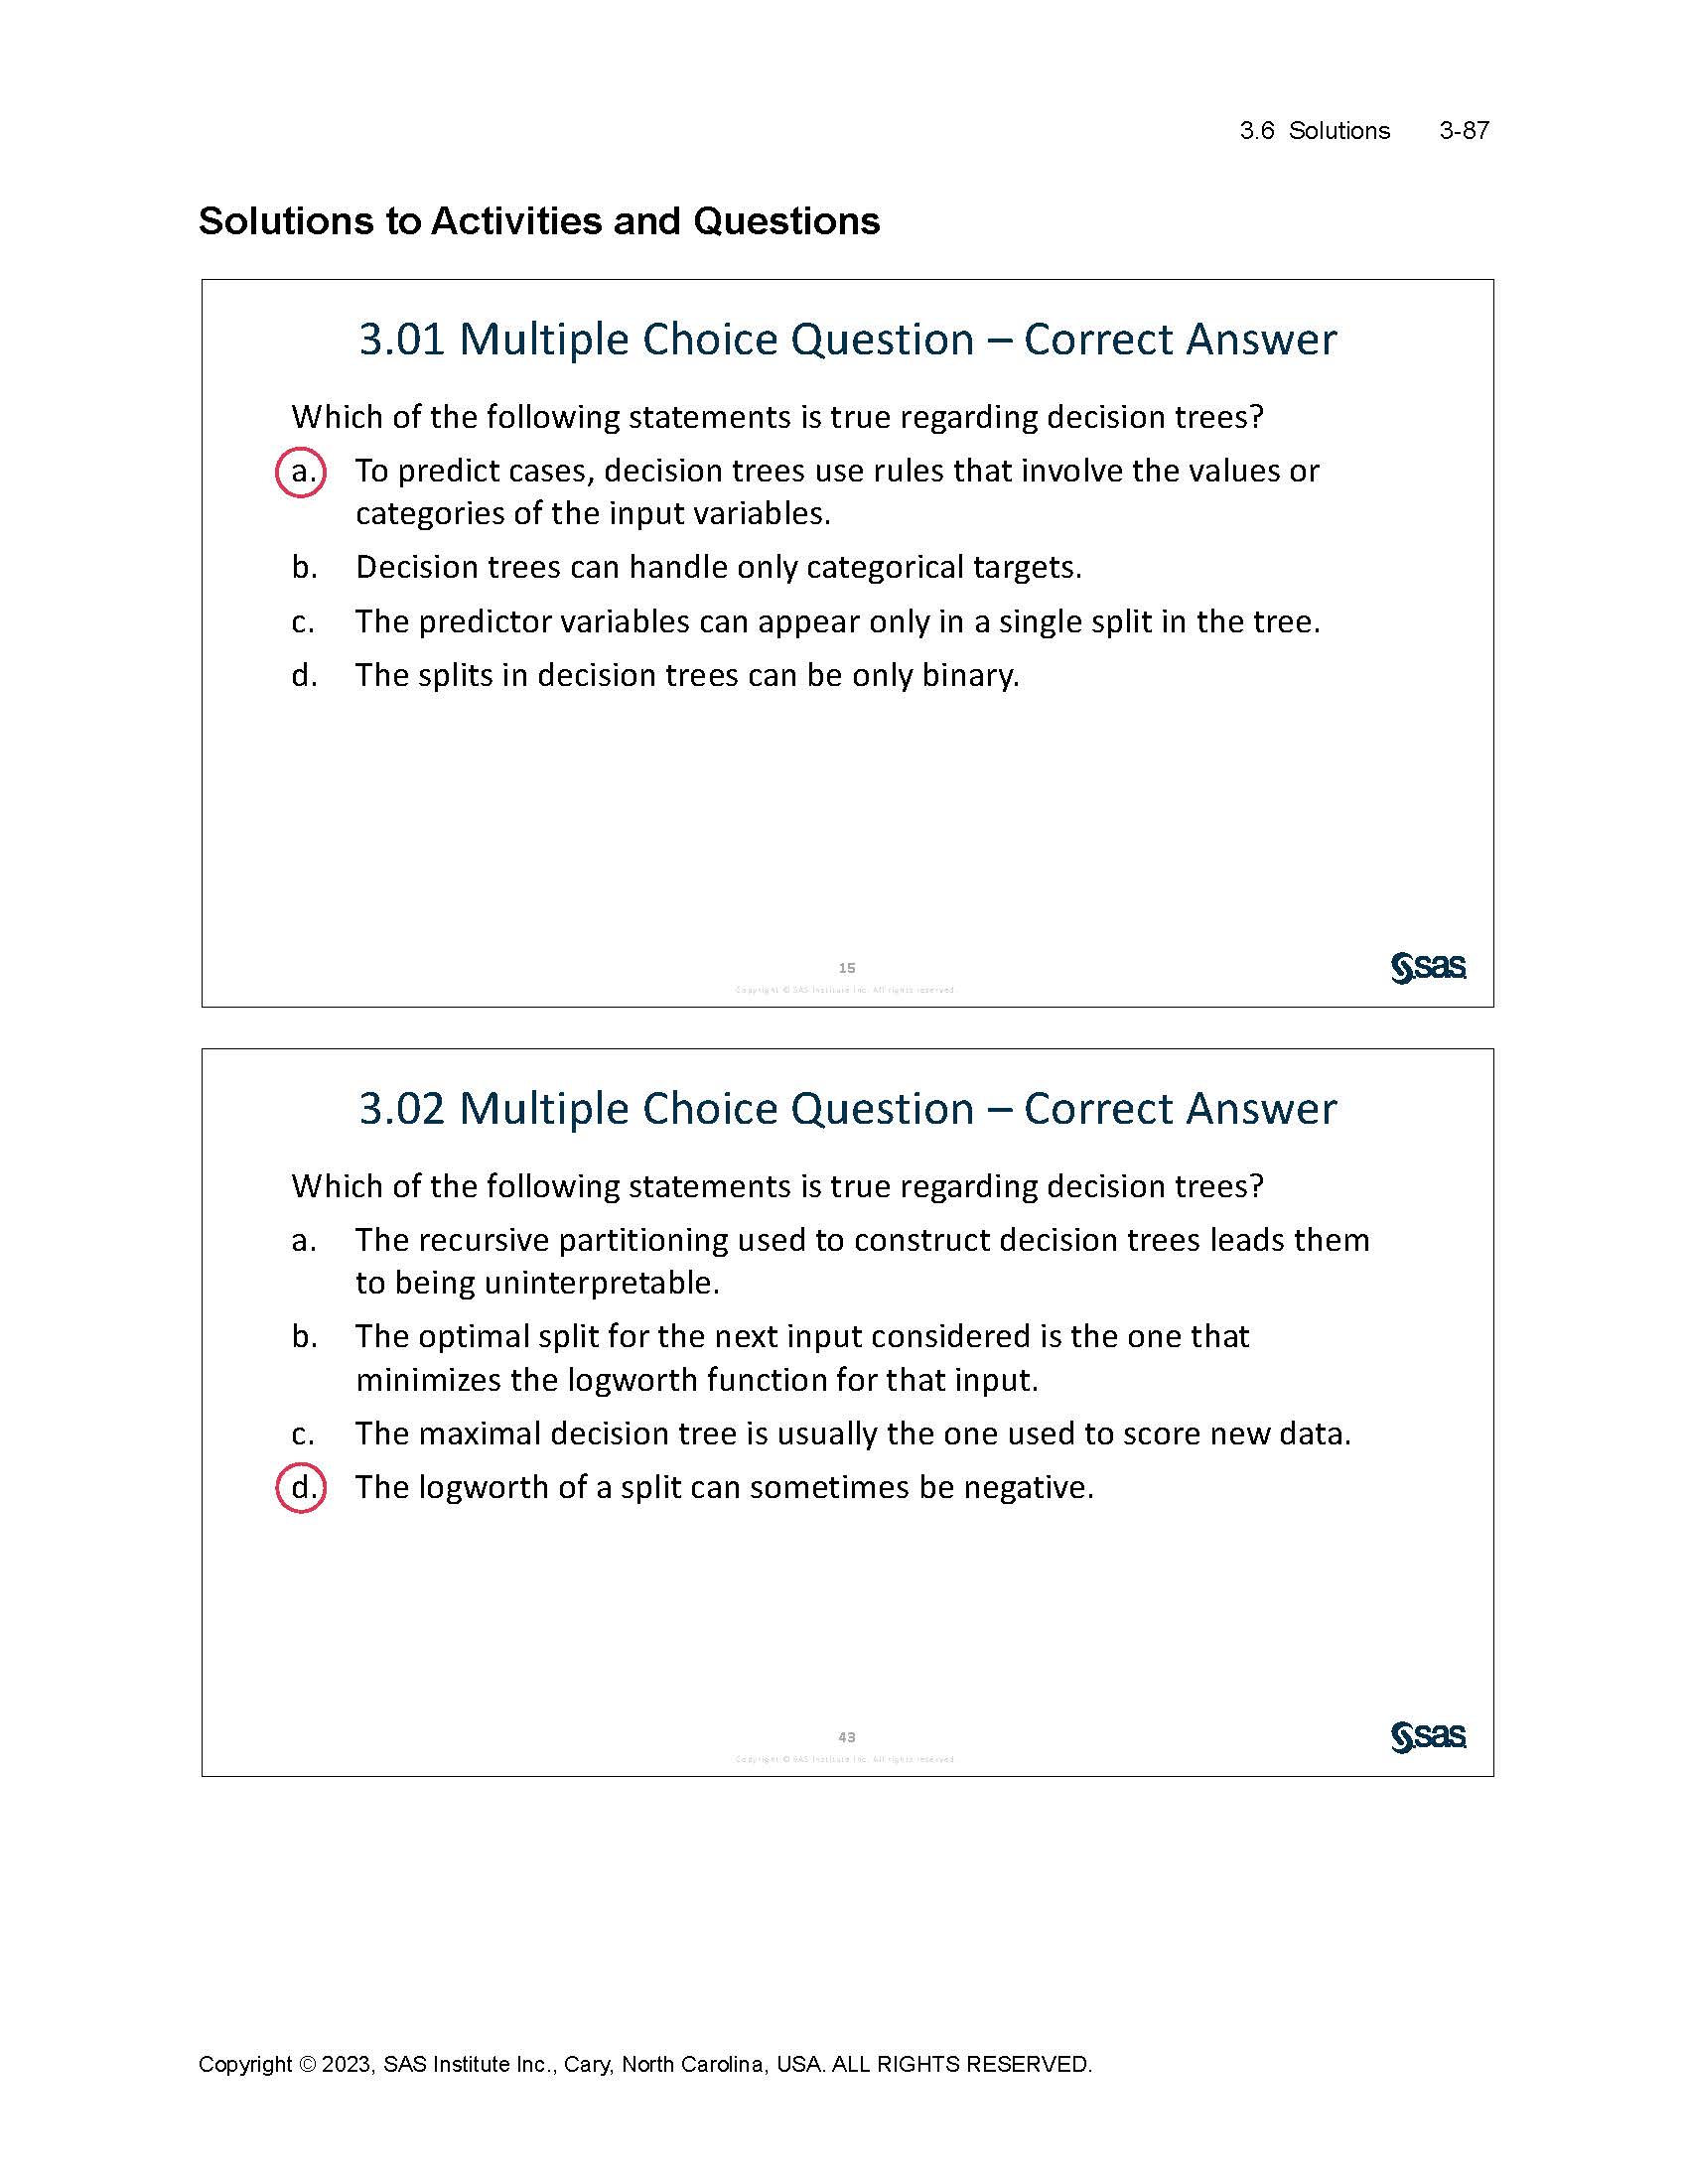 3.6 Solutions 3-87
Solutions to Activities and Questions
3.01 Multiple Choice Question – Correct Answer
Which of the following statements is true regarding decision trees?
a. To predict cases, decision trees use rules that involve the values or
categories of the input variables.
b. Decision trees can handle only categorical targets.
c. The predictor variables can appear only in a single split in the tree.
d. The splits in decision trees can be only binary.
15
Copyright © SAS Institute Inc. All rights reserved.
sas
3.02 Multiple Choice Question – Correct Answer
Which of the following statements is true regarding decision trees?
a. The recursive partitioning used to construct decision trees leads them
to being uninterpretable.
b. The optimal split for the next input considered is the one that
minimizes the logworth function for that input.
c. The maximal decision tree is usually the one used to score new data.
d. The logworth of a split can sometimes be negative.
43
Copyright © SAS Institute Inc. All rights reserved.
sas
Copyright © 2023, SAS Institute Inc., Cary, North Carolina, USA. ALL RIGHTS RESERVED.